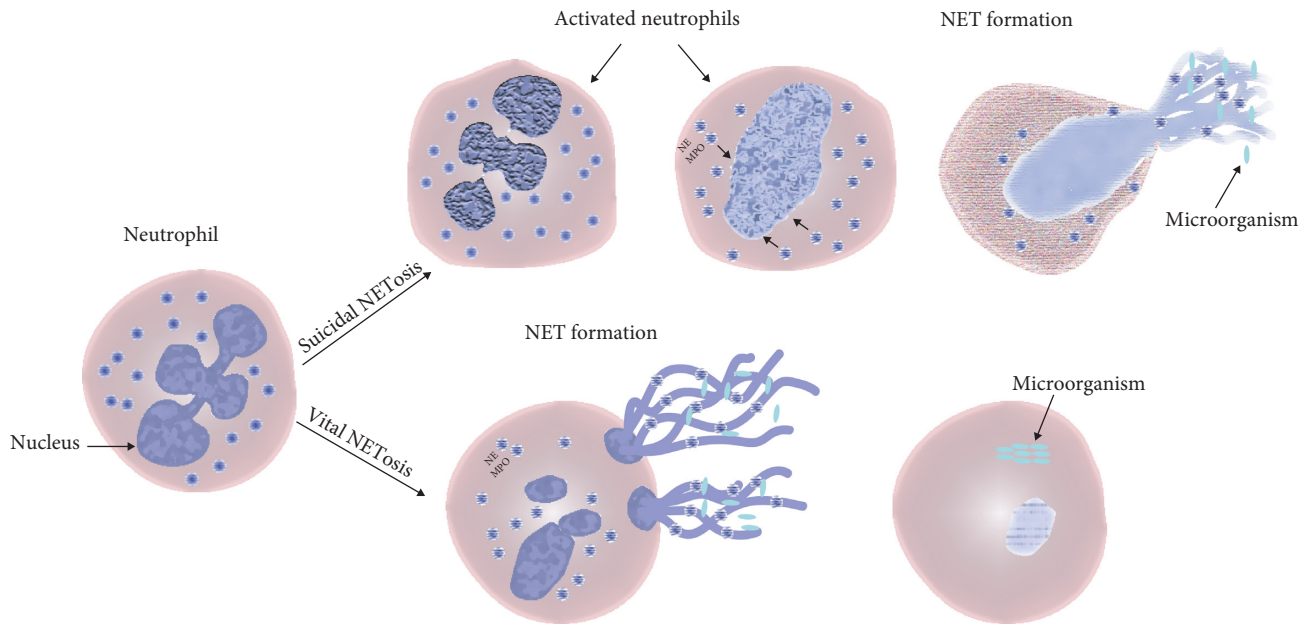 Activated neutrophils
NET formation
NE
MPO
Microorganism
Neutrophil
Suicidal NETosis
Nucleus
Vital NETosis
NET formation
NE
MPO
Microorganism